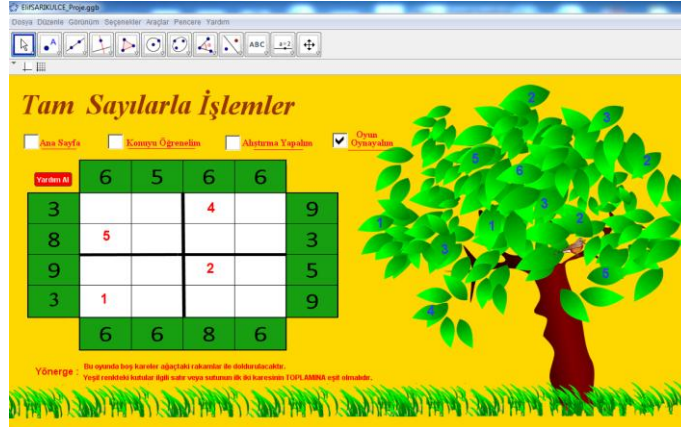 ElifSARIKULCE_Proje.ggb
Dosya Düzenle Görünüm Seçenekler Araçlar Pencere Yardım
ABC a=2
Tam Sayılarla İşlemler
Ana Sayfa Konuyu Öğrenelim Alıştırma Yapalım Oyun Oynayalım
Yardım Al 6 5 6 6
3 4 9
8 5 3
9 2 5
3 1 9
6 6 8 6
2
3
5 6 2
3
1 1 2
3
5
4
Yönerge : Bu oyunda boş kareler ağaçtaki rakamlar ile doldurulacaktır.
Yeşil renkteki kutular ilgili satır veya sutunun ilk iki karesinin TOPLAMINA eşit olmalıdır.